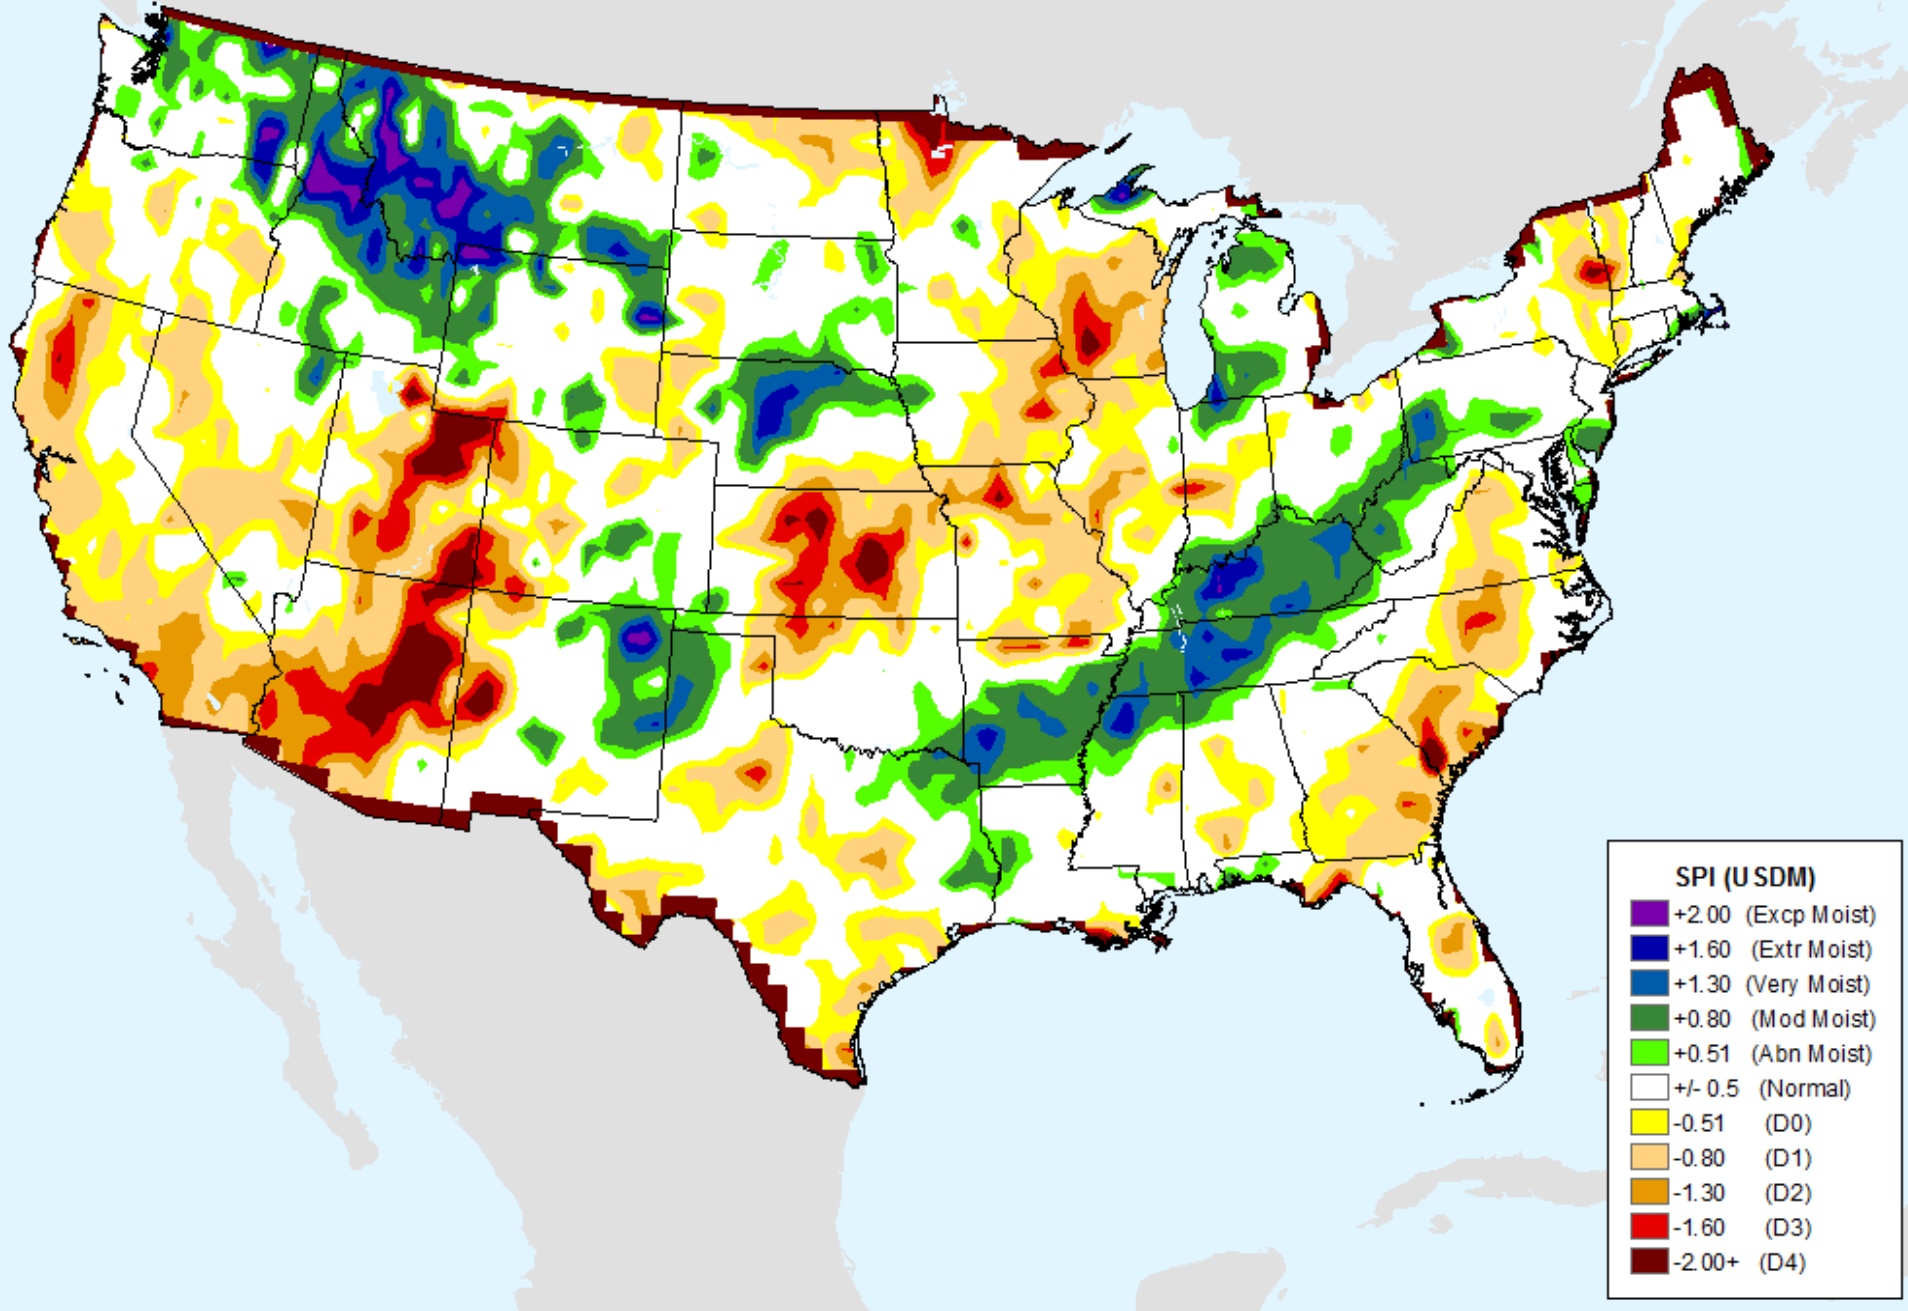 SPI (USDM)
+2.00 (Excp Moist)
+1.60 (Extr Moist)
+1.30 (Very Moist)
+0.80 (Mod Moist)
+0.51 (Abn Moist)
+/- 0.5 (Normal)
-0.51 (D0)
-0.80 (D1)
-1.30 (D2)
-1.60 (D3)
-2.00+ (D4)